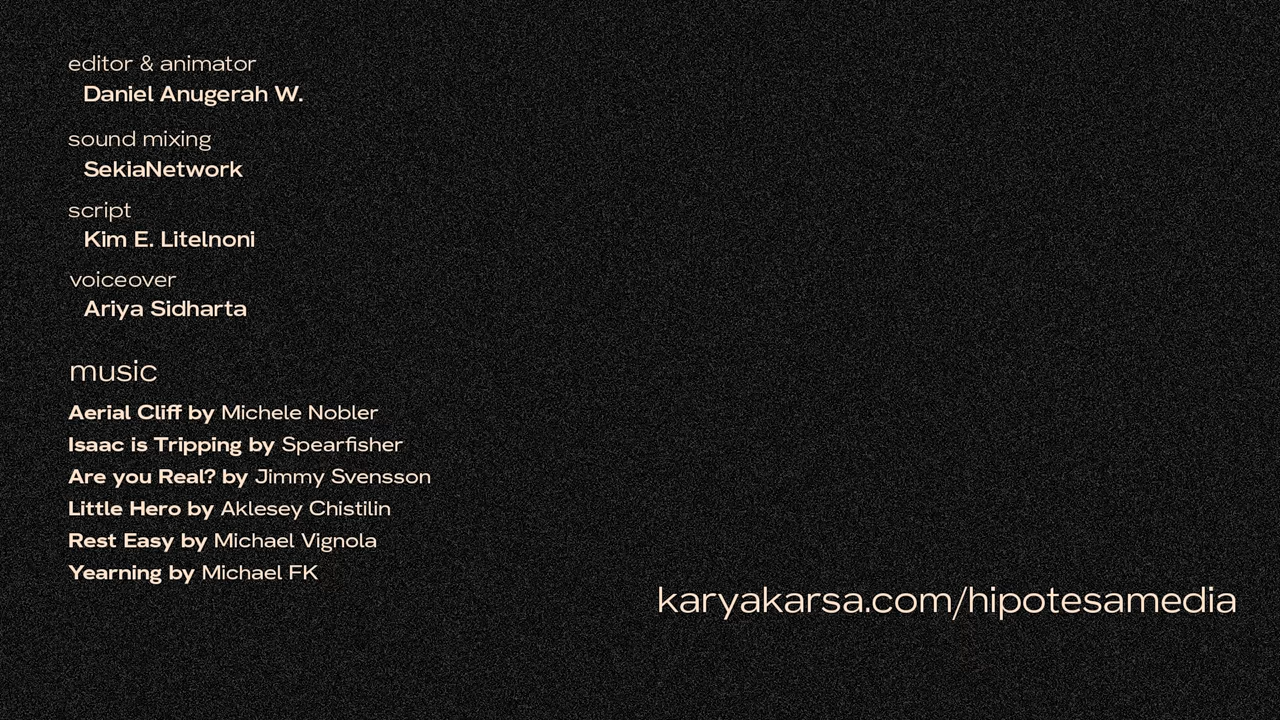 editor & animator
Daniel Anugerah W.
sound mixing
SekiaNetwork
script
Kim E. Litelnoni
voiceover
Ariya Sidharta
music
Aerial Cliff by Michele Nobler
Isaac is Tripping by Spearfisher
Are you Real? by Jimmy Svensson
Little Hero by Aklesey Chistilin
Rest Easy by Michael Vignola
Yearning by Michael FK
karyakarsa.com/hipotesamedia